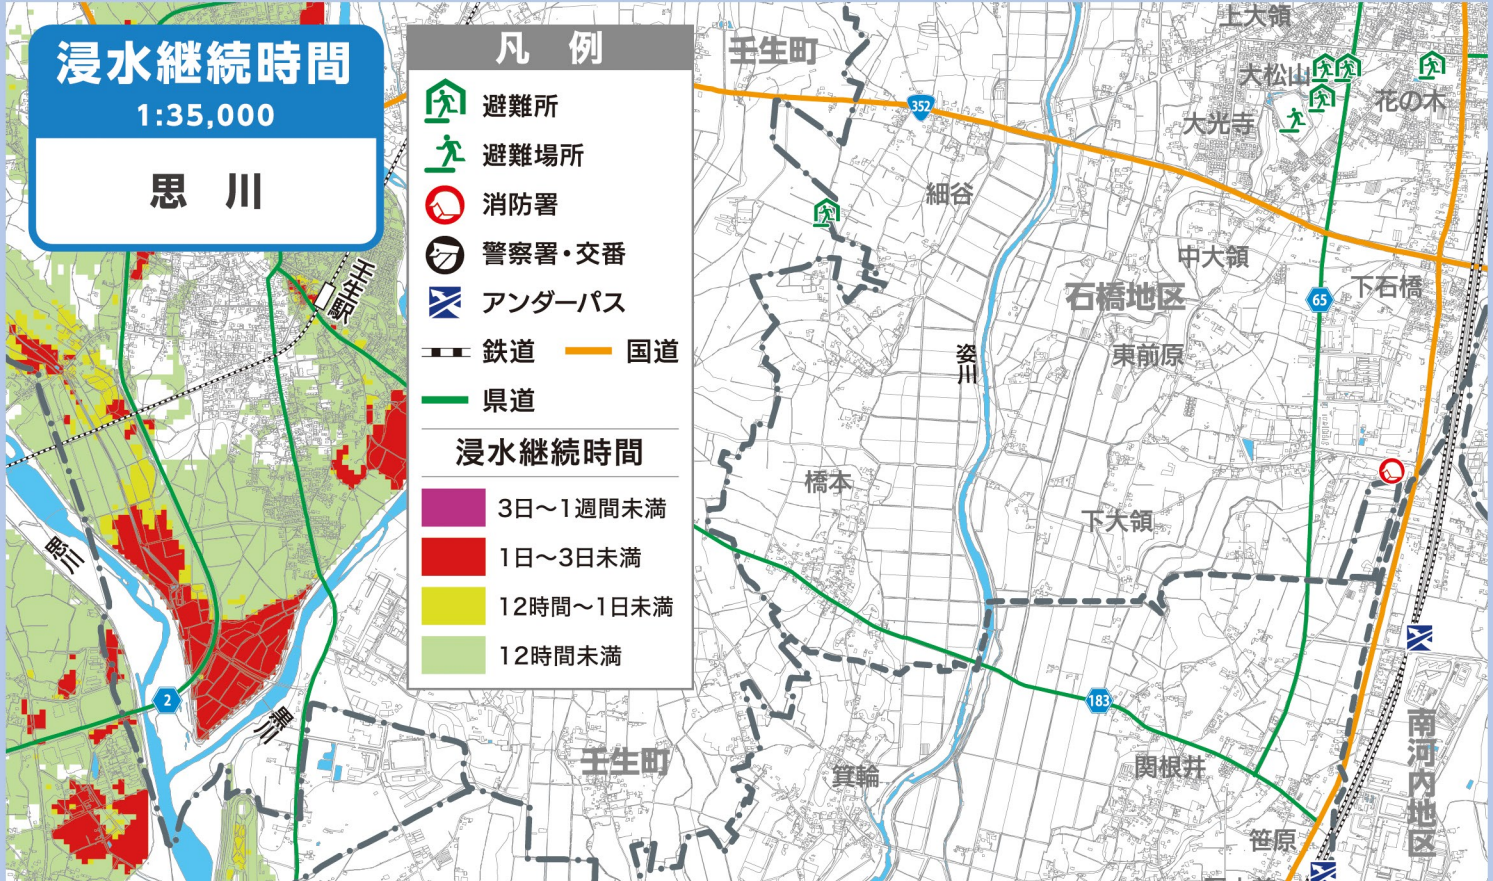 浸水継続時間
1:35,000
思 川
凡 例
避難所
避難場所
消防署
警察署・交番
アンダーパス
鉄道
国道
県道
浸水継続時間
3日～1週間未満
1日～3日未満
12時間～1日未満
12時間未満
壬生町
352
上大領
大松山
花の木
大光寺
細谷
中大領
石橋地区
65
下石橋
東前原
姿川
橋本
下大領
183
関根井
箕輪
壬生町
笹原
南河内地区
壬生駅
思川
黒川
2